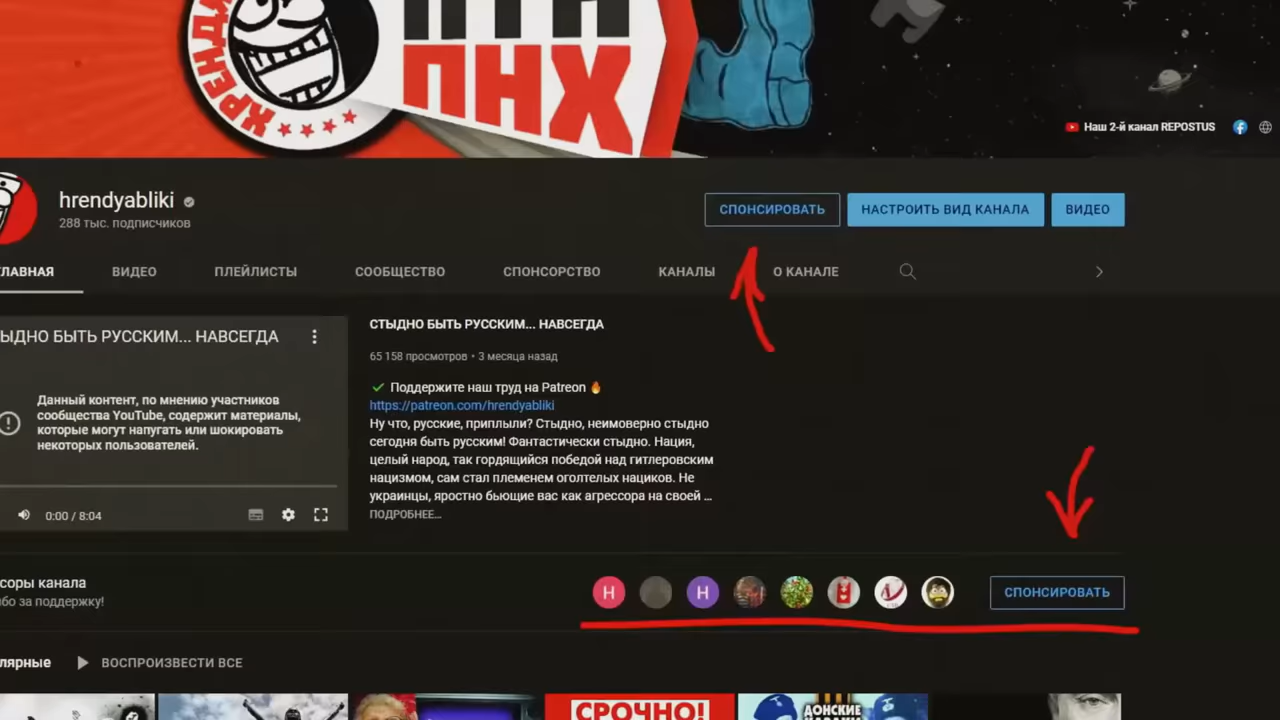 ПТН
ПНХ
ХРЕНДИ
Наш 2-й канал REPOSTUS
hrendyabliki
288 тыс. подписчиков
СПОНСИРОВАТЬ
НАСТРОИТЬ ВИД КАНАЛА
ВИДЕО
ЛАВНАЯ
ВИДЕО
ПЛЕЙЛИСТЫ
СООБЩЕСТВО
СПОНСОРСТВО
КАНАЛЫ
О КАНАЛЕ
ЫДНО БЫТЬ РУССКИМ... НАВСЕГДА
Данный контент, по мнению участников
сообщества YouTube, содержит материалы,
которые могут напугать или шокировать
некоторых пользователей.
0:00 / 8:04
СТЫДНО БЫТЬ РУССКИМ... НАВСЕГДА
65 158 просмотров • 3 месяца назад
Поддержите наш труд на Patreon
https://patreon.com/hrendyabliki
Ну что, русские, приплыли? Стыдно, неимоверно стыдно
сегодня быть русским! Фантастически стыдно. Нация,
целый народ, так гордящийся победой над гитлеровским
нацизмом, сам стал племенем оголтелых нациков. Не
украинцы, яростно бьющие вас как агрессора на своей ...
ПОДРОБНЕЕ...
соры канала
бо за поддержку!
H
H
СПОНСИРОВАТЬ
лярные
ВОСПРОИЗВЕСТИ ВСЕ
СРОЧНО!
ДОНСКИЕ